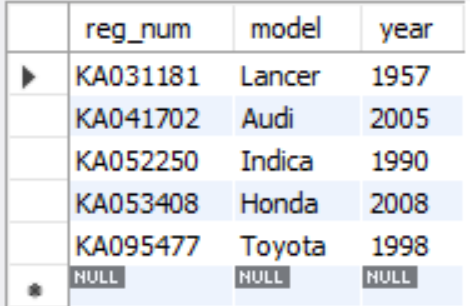 reg_num model year
KA031181 Lancer 1957
KA041702 Audi 2005
KA052250 Indica 1990
KA053408 Honda 2008
KA095477 Toyota 1998
NULL NULL NULL